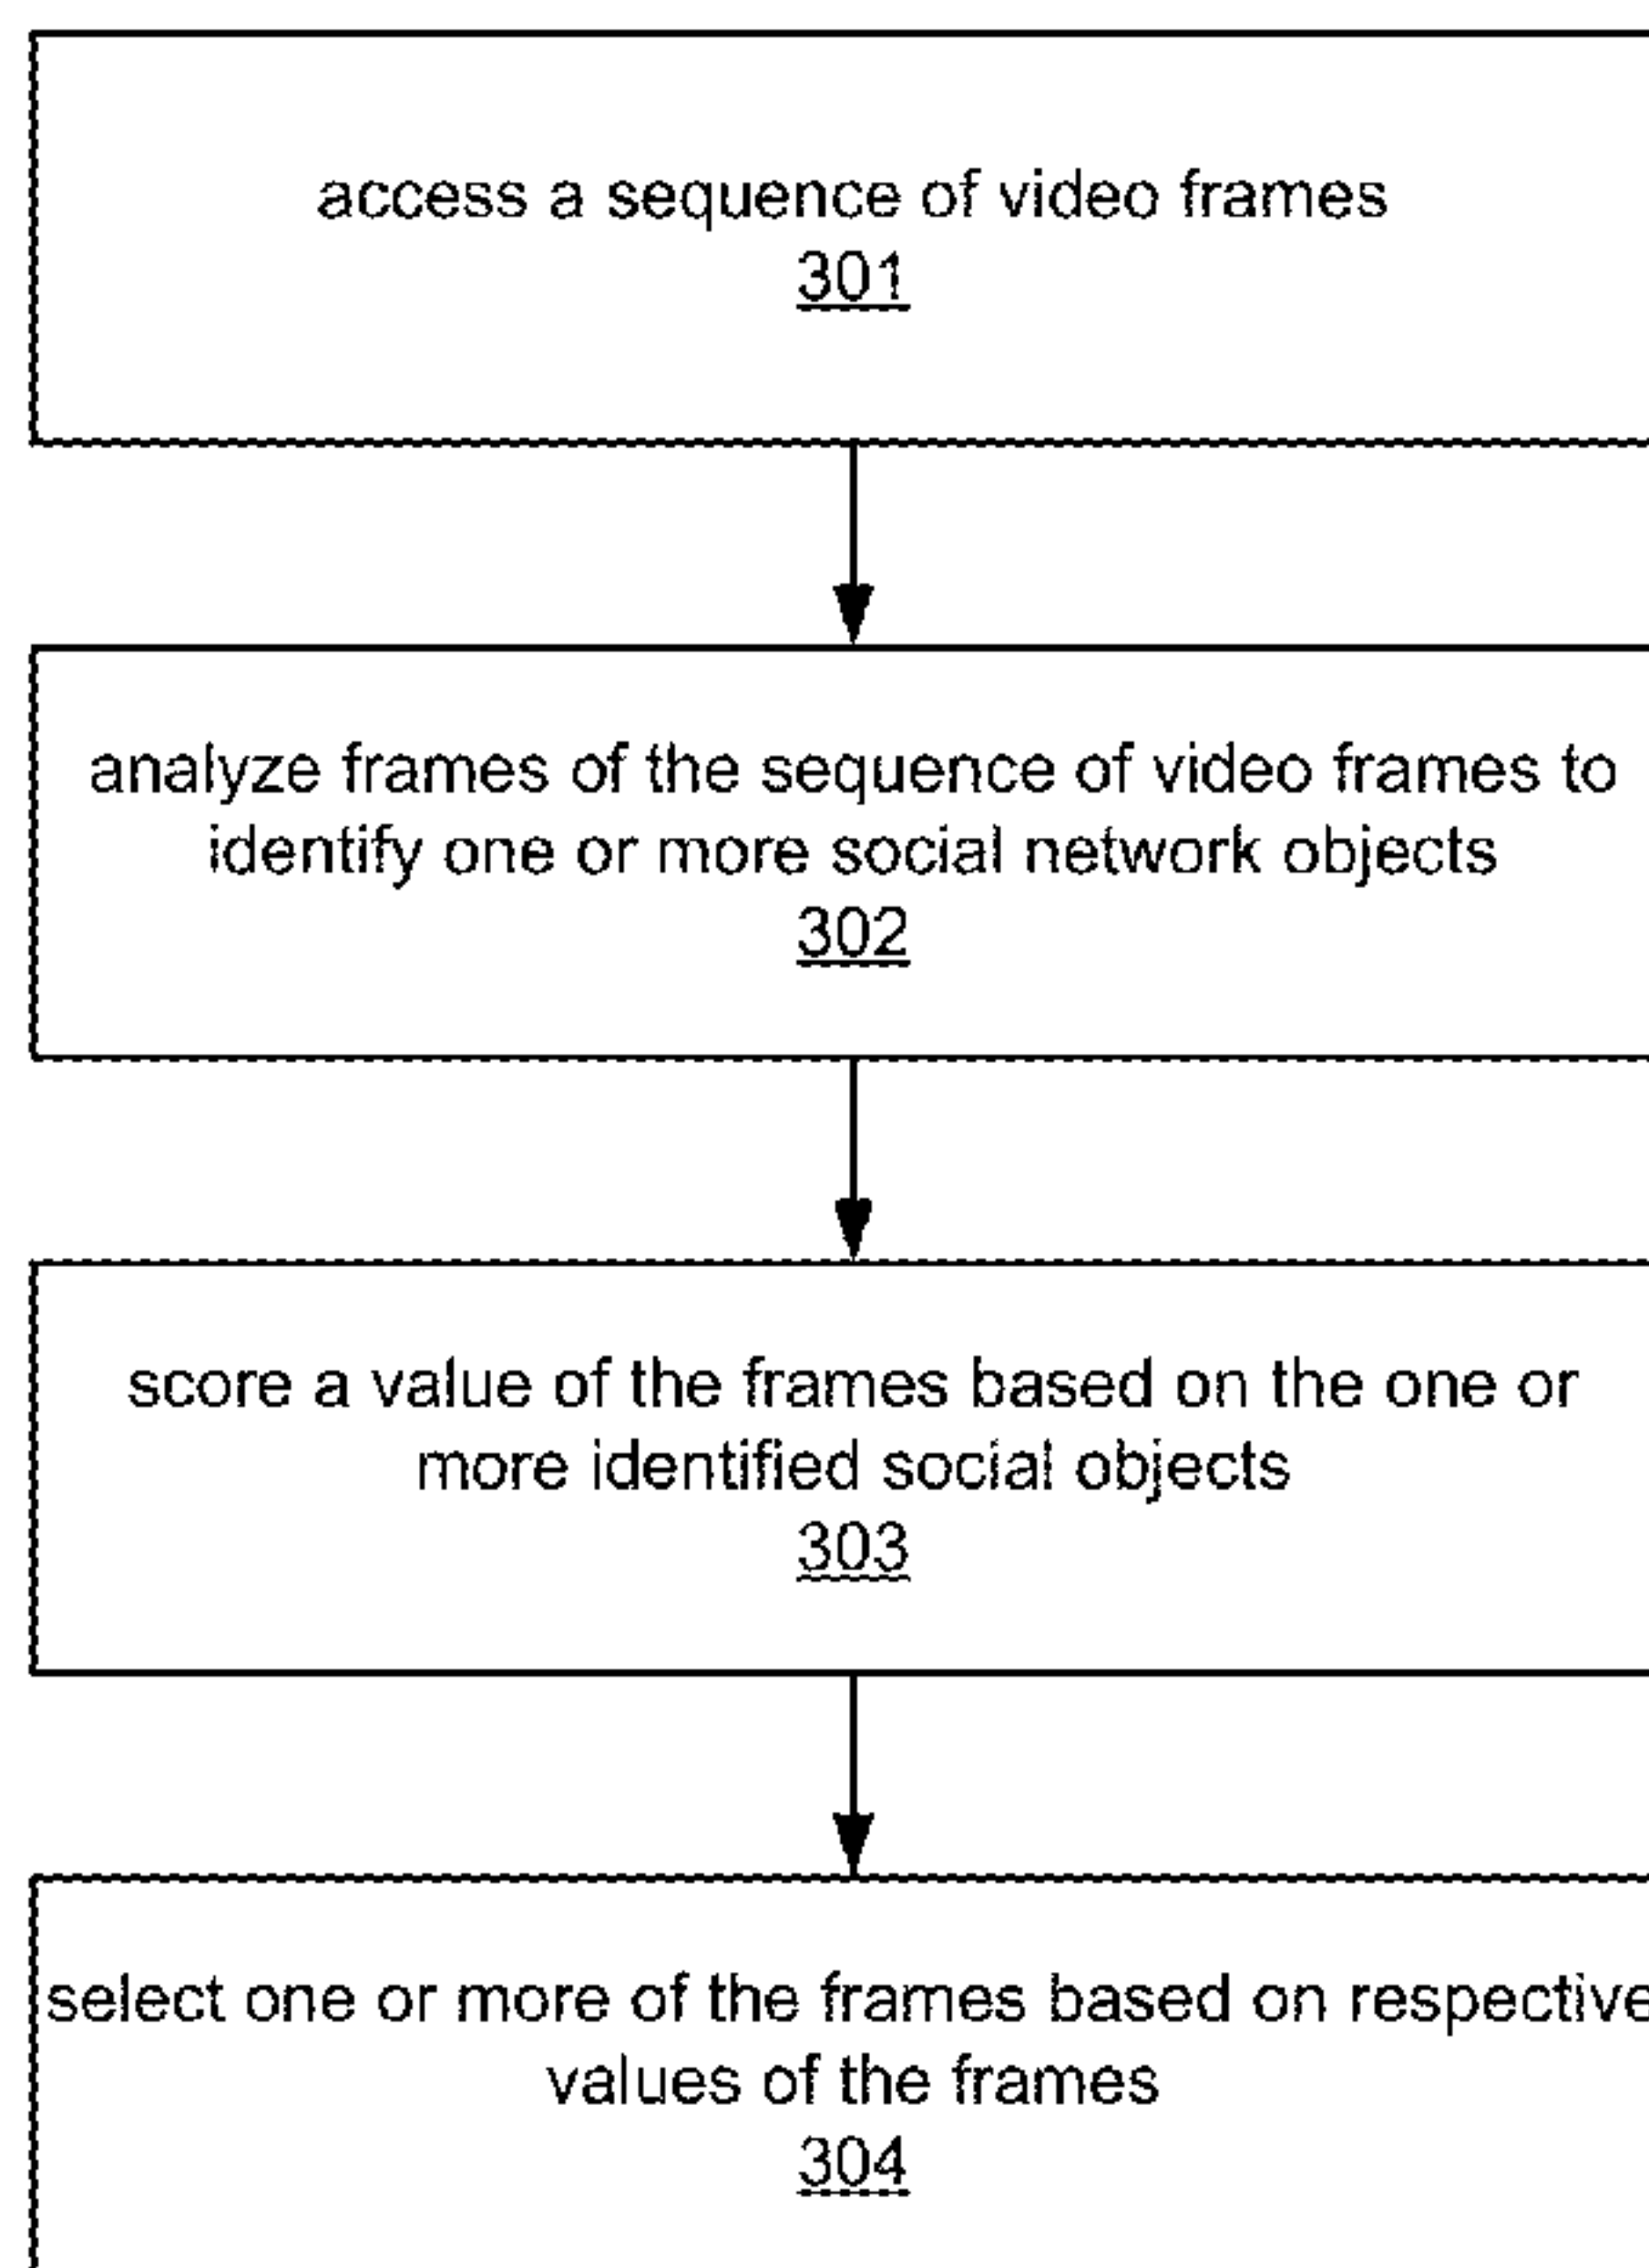 access a sequence of video frames
301
analyze frames of the sequence of video frames to
identify one or more social network objects
302
score a value of the frames based on the one or
more identified social objects
303
select one or more of the frames based on respective
values of the frames
304